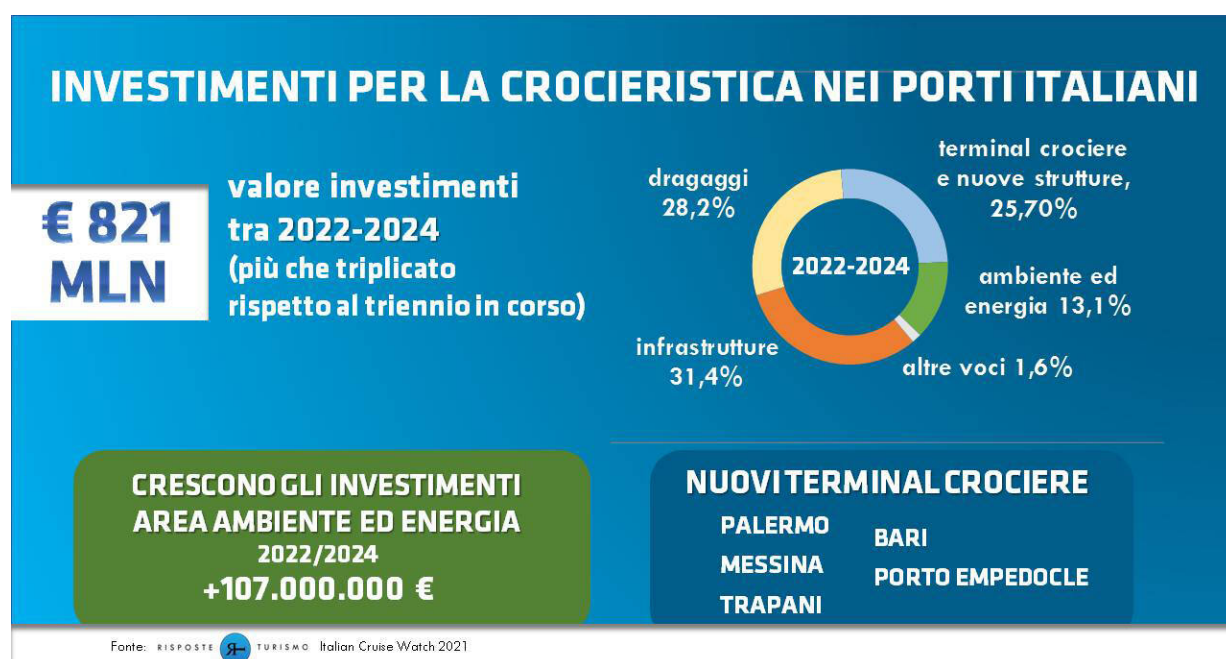 INVESTIMENTI PER LA CROCIERISTICA NEI PORTI ITALIANI
€ 821
MLN
valore investimenti
tra 2022-2024
(più che triplicato
rispetto al triennio in corso)
dragaggi
28,2%
terminal crociere
e nuove strutture,
25,70%
2022-2024
ambiente ed
energia 13,1%
infrastrutture
31,4%
altre voci 1,6%
CRESCONO GLI INVESTIMENTI
AREA AMBIENTE ED ENERGIA
2022/2024
+107.000.000 €
NUOVI TERMINAL CROCIERE
PALERMO
MESSINA
TRAPANI
BARI
PORTO EMPEDOCLE
Fonte: RISPOSTE TURISMO Italian Cruise Watch 2021